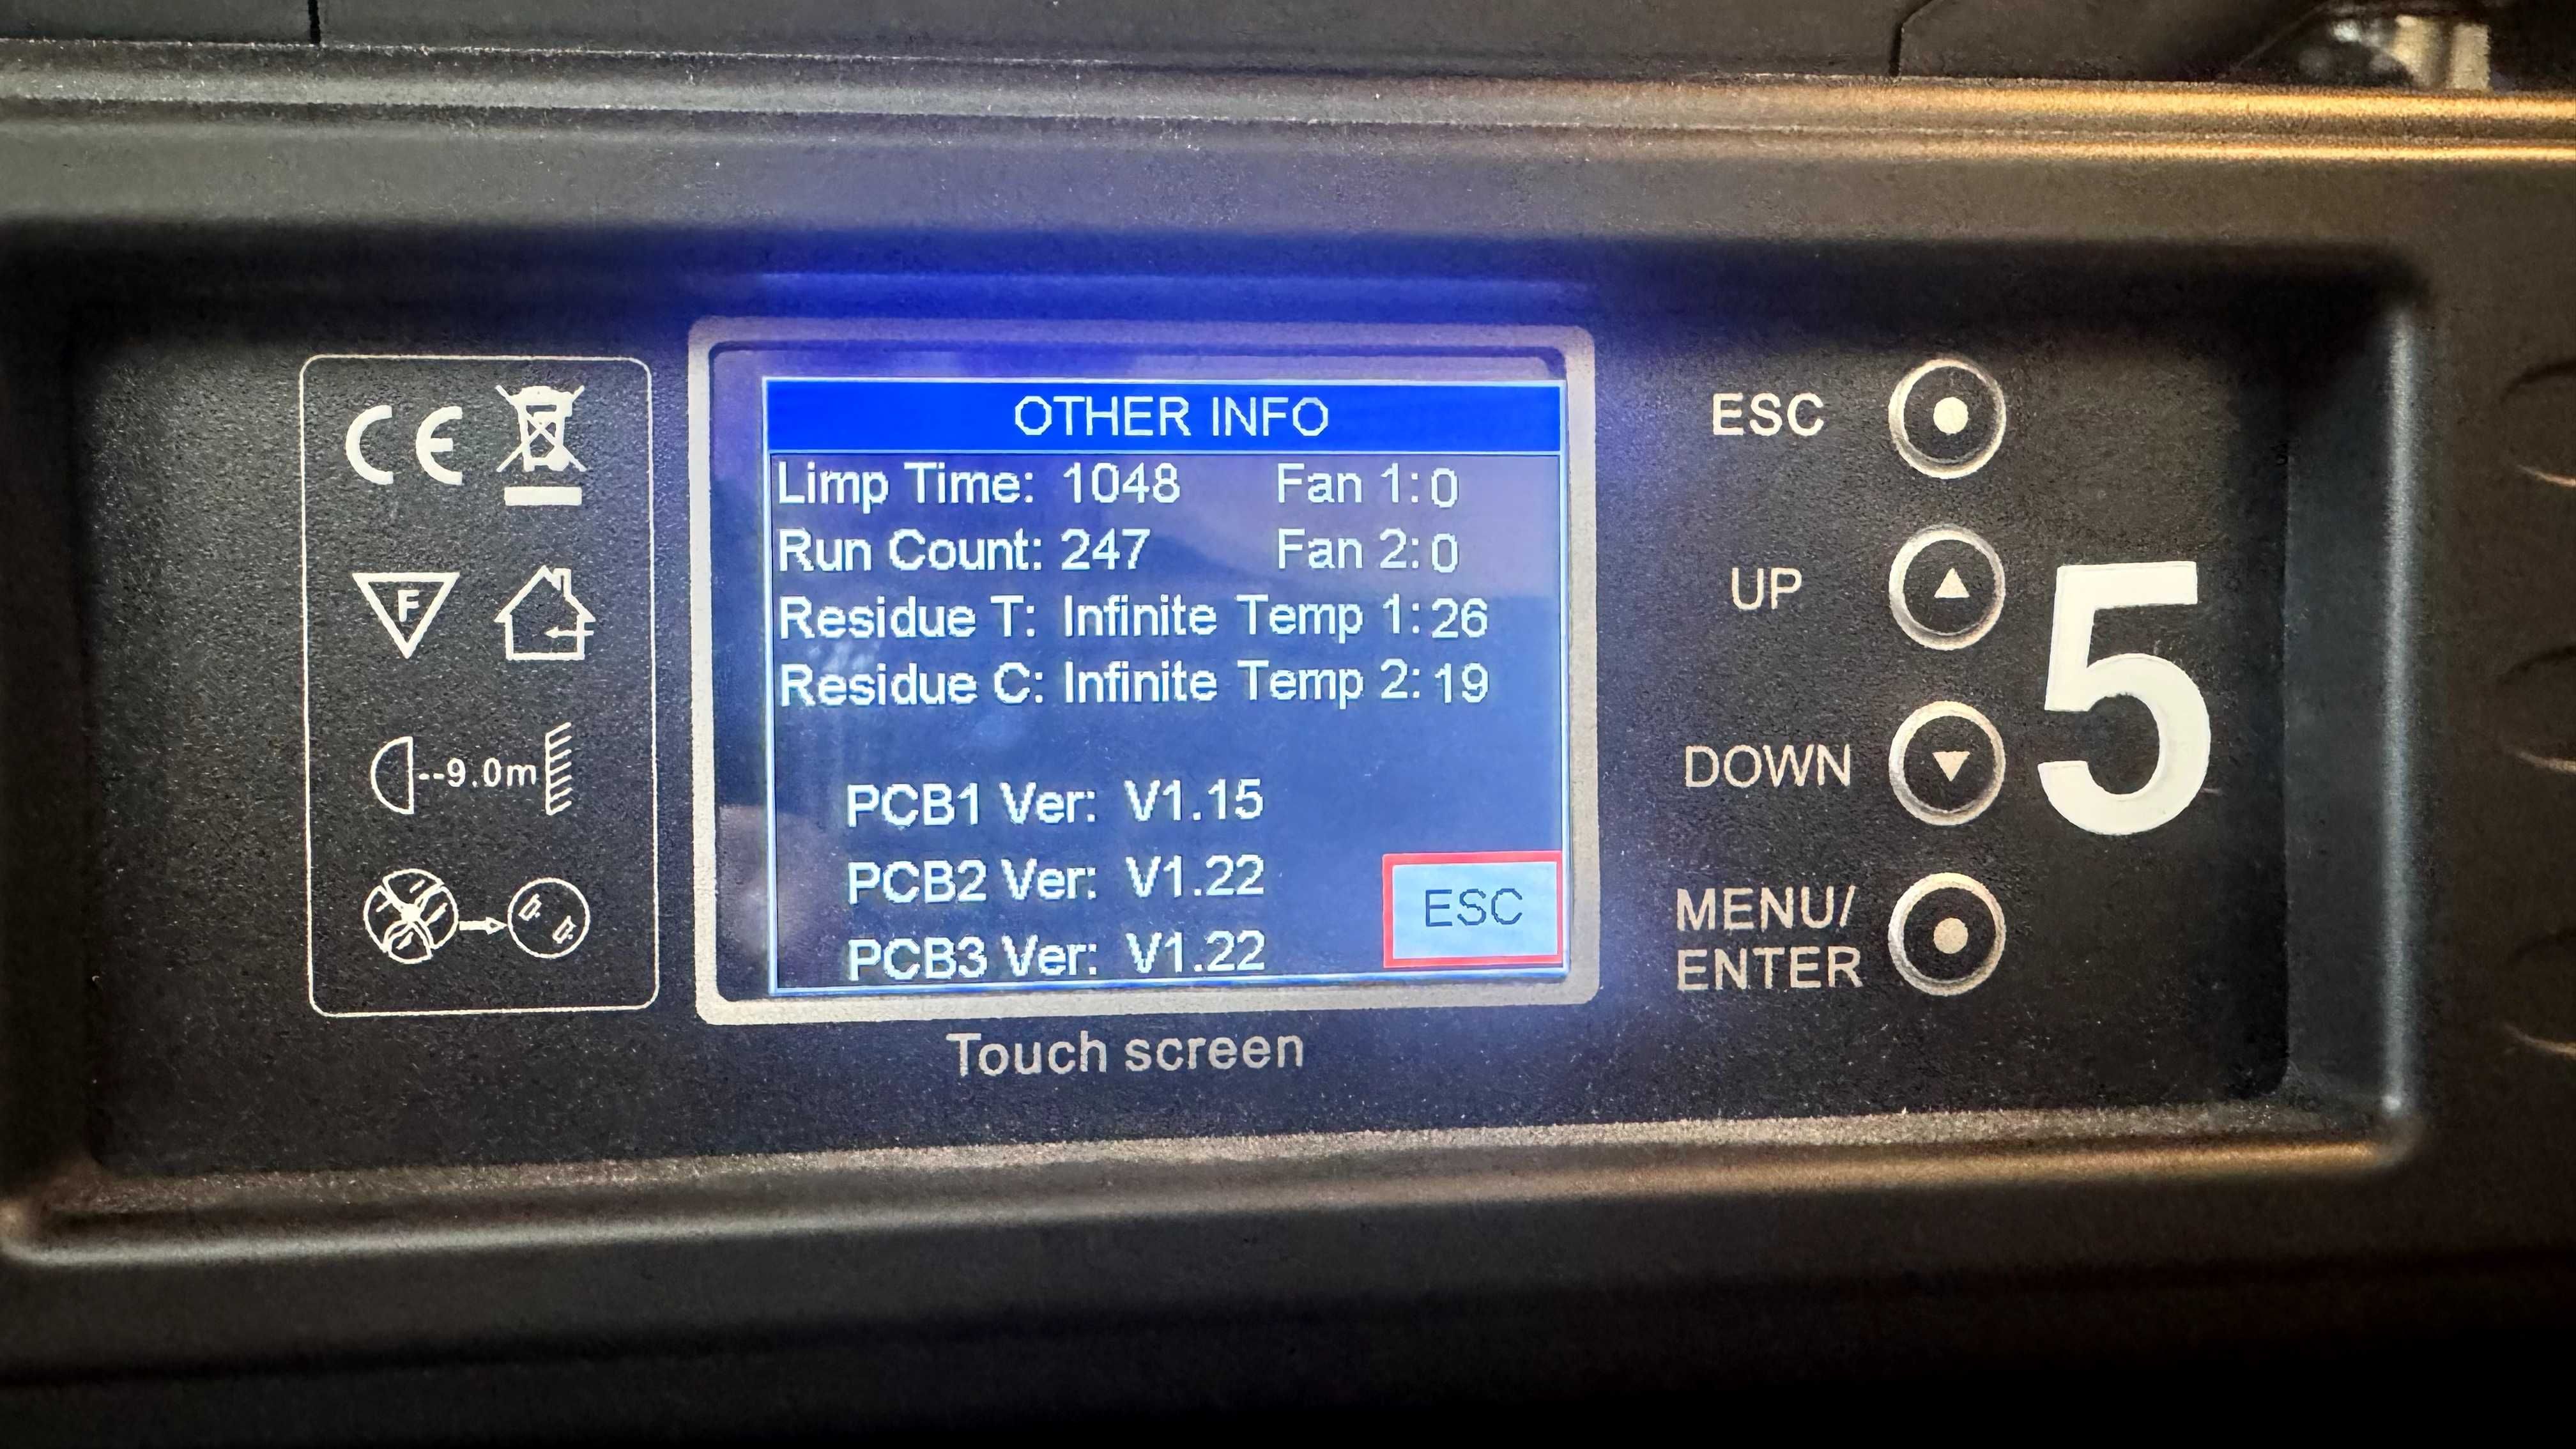 OTHER INFO
Limp Time: 1048 Fan 1:0
Run Count: 247 Fan 2:0
Residue T: Infinite Temp 1:26
Residue C: Infinite Temp 2:19
PCB1 Ver: V1.15
PCB2 Ver: V1.22
PCB3 Ver: V1.22
ESC
Touch screen
CE
F
--9.0m
ESC
UP
DOWN
MENU/
ENTER
5